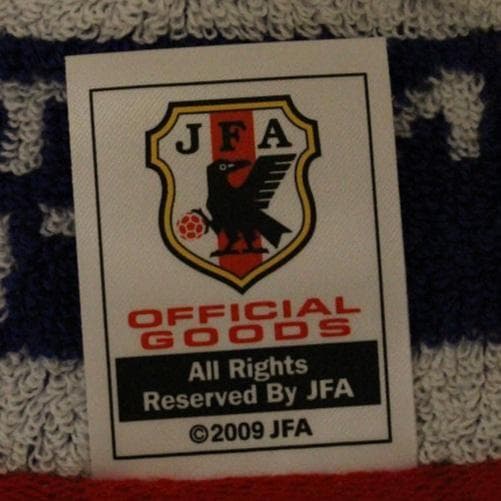 JFA
OFFICIAL
GOODS
All Rights
Reserved By JFA
©2009 JFA